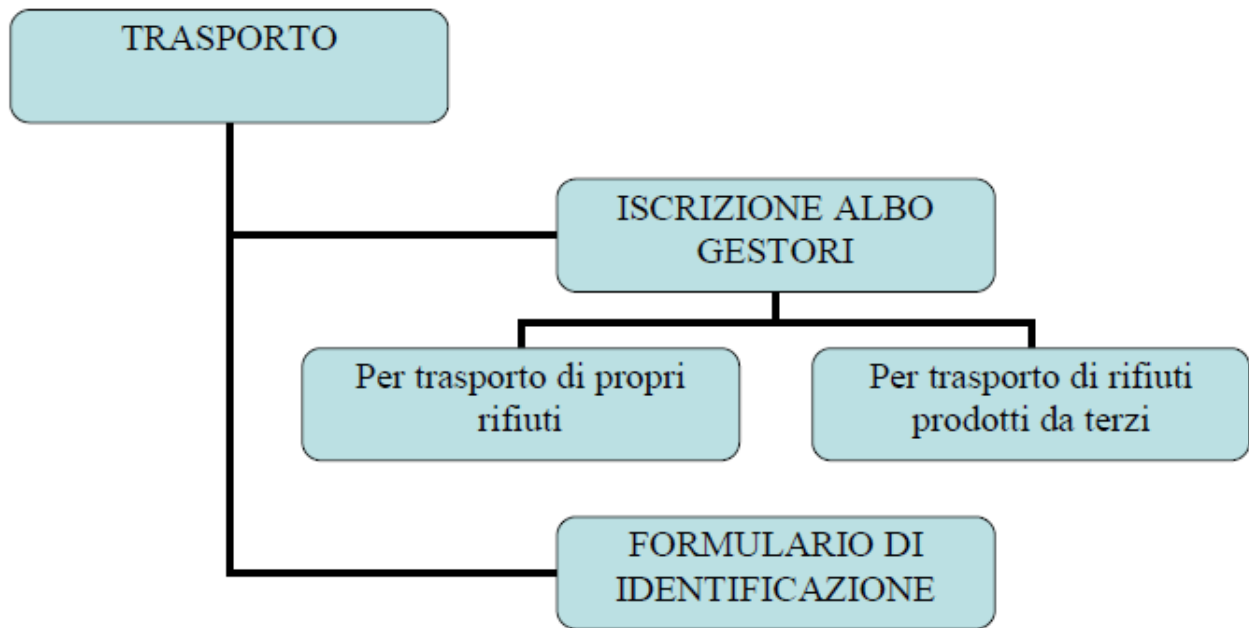 TRASPORTO
ISCRIZIONE ALBO
GESTORI
Per trasporto di propri
rifiuti
Per trasporto di rifiuti
prodotti da terzi
FORMULARIO DI
IDENTIFICAZIONE